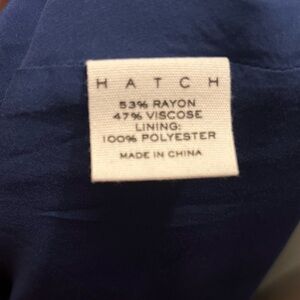 HATCH
53% RAYON
47% VISCOSE
LINING:
100% POLYESTER
MADE IN CHINA